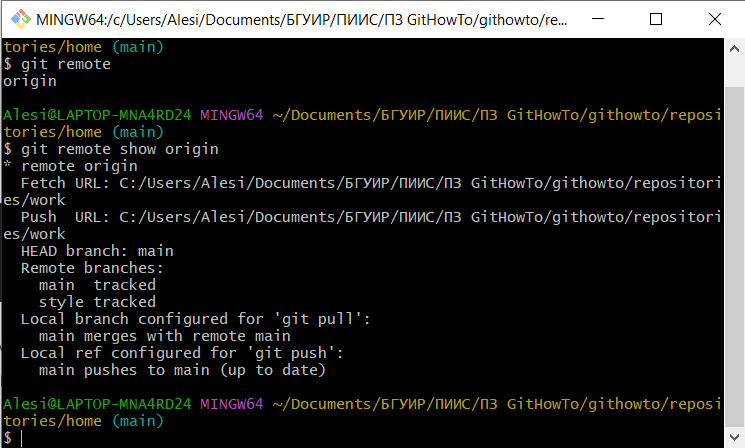 MINGW64:/c/Users/Alesi/Documents/БГУИР/ПИИС/ПЗ GitHowTo/githowto/re...
tories/home (main)
$ git remote
origin
Alesi@LAPTOP-MNA4RD24 MINGW64 ~/Documents/БГУИР/ПИИС/ПЗ GitHowTo/githowto/reposi
tories/home (main)
$ git remote show origin
* remote origin
  Fetch URL: C:/Users/Alesi/Documents/БГУИР/ПИИС/ПЗ GitHowTo/githowto/repositori
es/work
  Push  URL: C:/Users/Alesi/Documents/БГУИР/ПИИС/ПЗ GitHowTo/githowto/repositori
es/work
  HEAD branch: main
  Remote branches:
    main  tracked
    style tracked
  Local branch configured for 'git pull':
    main merges with remote main
  Local ref configured for 'git push':
    main pushes to main (up to date)
Alesi@LAPTOP-MNA4RD24 MINGW64 ~/Documents/БГУИР/ПИИС/ПЗ GitHowTo/githowto/reposi
tories/home (main)
$